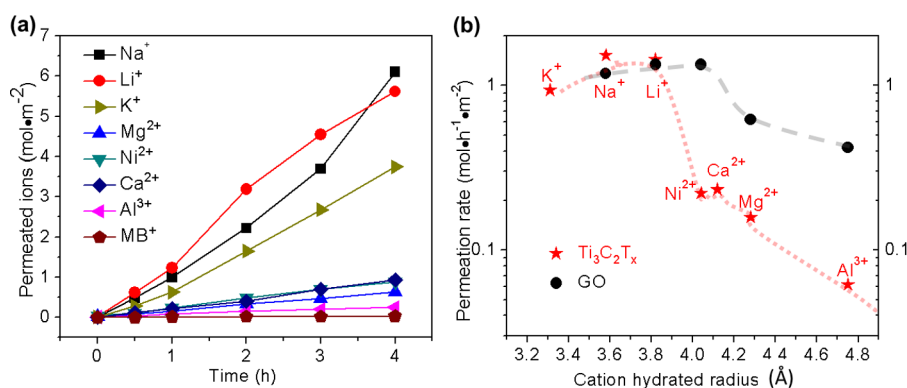 (a)
Permeated ions (mol•m⁻²)
7
6
5
4
3
2
1
0
Na⁺
Li⁺
K⁺
Mg²⁺
Ni²⁺
Ca²⁺
Al³⁺
MB⁺
0 1 2 3 4
Time (h)
(b)
Permeation rate (mol•h⁻¹•m⁻²)
1
0.1
K⁺
Na⁺
Li⁺
Ni²⁺
Ca²⁺
Mg²⁺
Al³⁺
Ti₃C₂Tₓ
GO
1
0.1
3.2 3.4 3.6 3.8 4.0 4.2 4.4 4.6 4.8
Cation hydrated radius (Å)